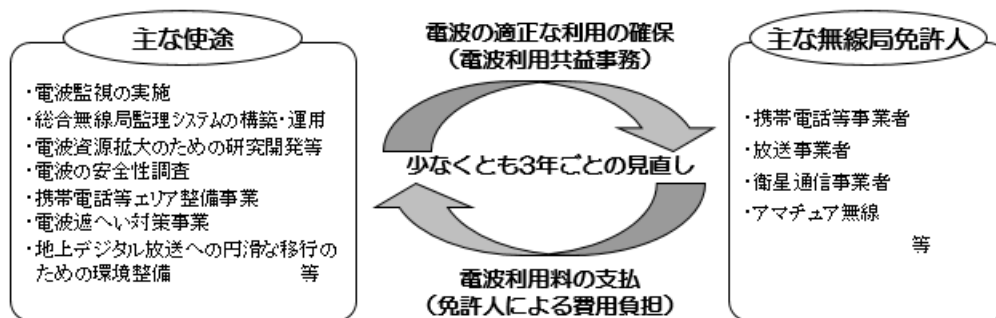 主な使途
・電波監視の実施
・総合無線局監理システムの構築・運用
・電波資源拡大のための研究開発等
・電波の安全性調査
・携帯電話等エリア整備事業
・電波遮へい対策事業
・地上デジタル放送への円滑な移行の
ための環境整備 等
電波の適正な利用の確保
（電波利用共益事務）
少なくとも3年ごとの見直し
電波利用料の支払
（免許人による費用負担）
主な無線局免許人
・携帯電話等事業者
・放送事業者
・衛星通信事業者
・アマチュア無線
等